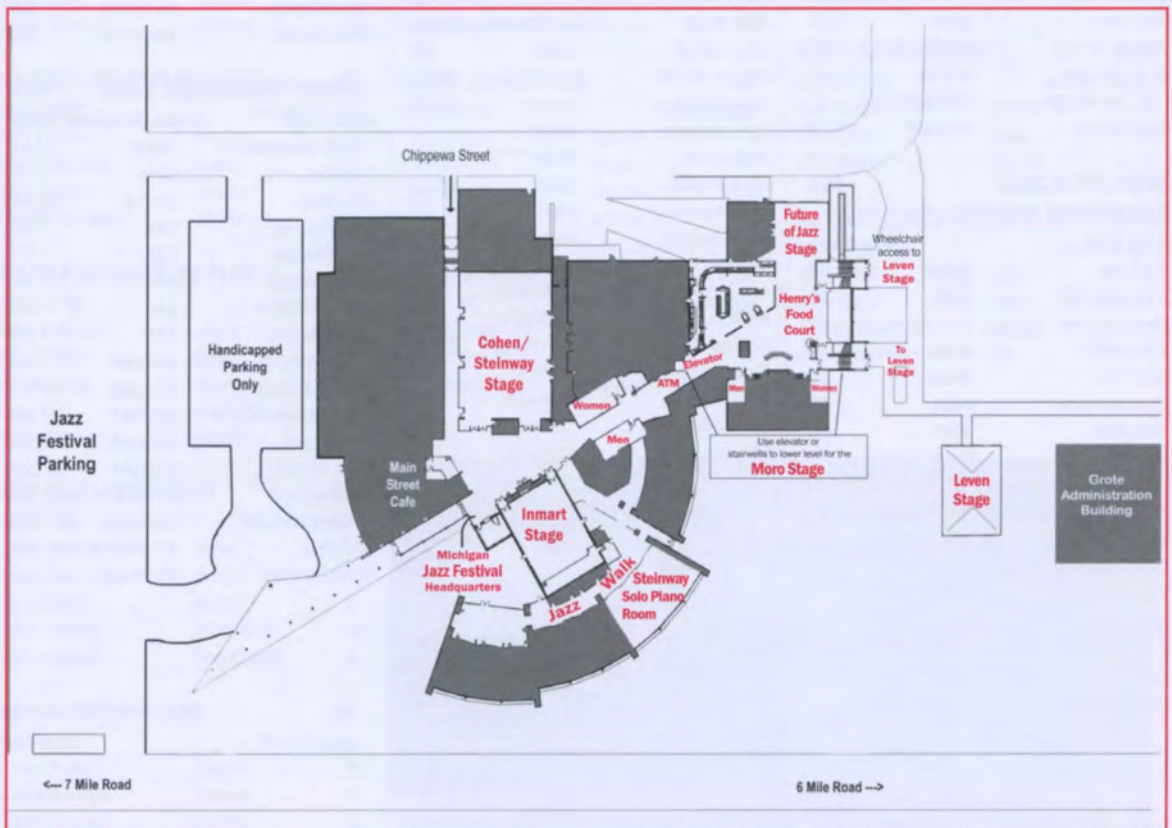 Chippewa Street
Future
of Jazz
Stage
Wheelchair
access to
Leven
Stage
Henry's
Food
Court
Cohen/
Steinway
Stage
Handicapped
Parking
Only
Elevator
To
Leven
Stage
ATM
Men
Women
Women
Jazz
Festival
Parking
Men
Use elevator or
stairwells to lower level for the
Moro Stage
Main
Street
Cafe
Leven
Stage
Grote
Administration
Building
Inmart
Stage
Michigan
Jazz Festival
Headquarters
Jazz Walk
Steinway
Solo Piano
Room
<--- 7 Mile Road
6 Mile Road --->